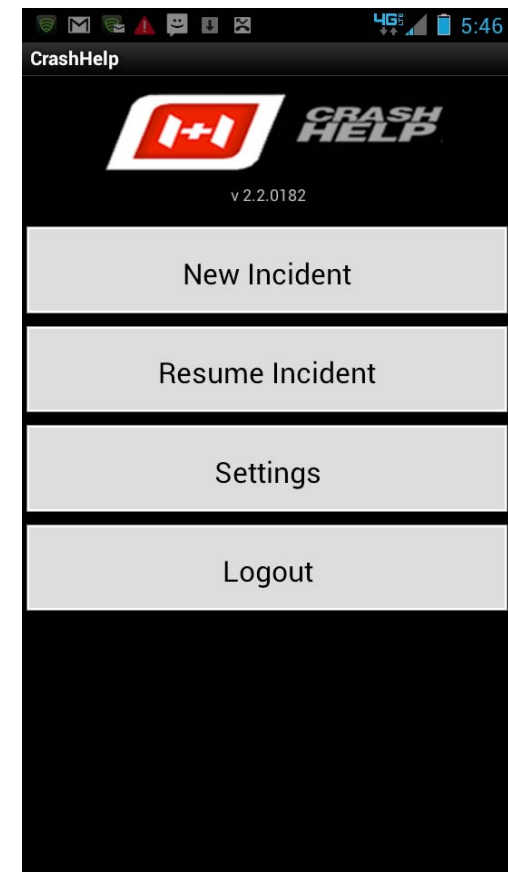 4G 5:46
CrashHelp
CRASH
HELP
v 2.2.0182
New Incident
Resume Incident
Settings
Logout